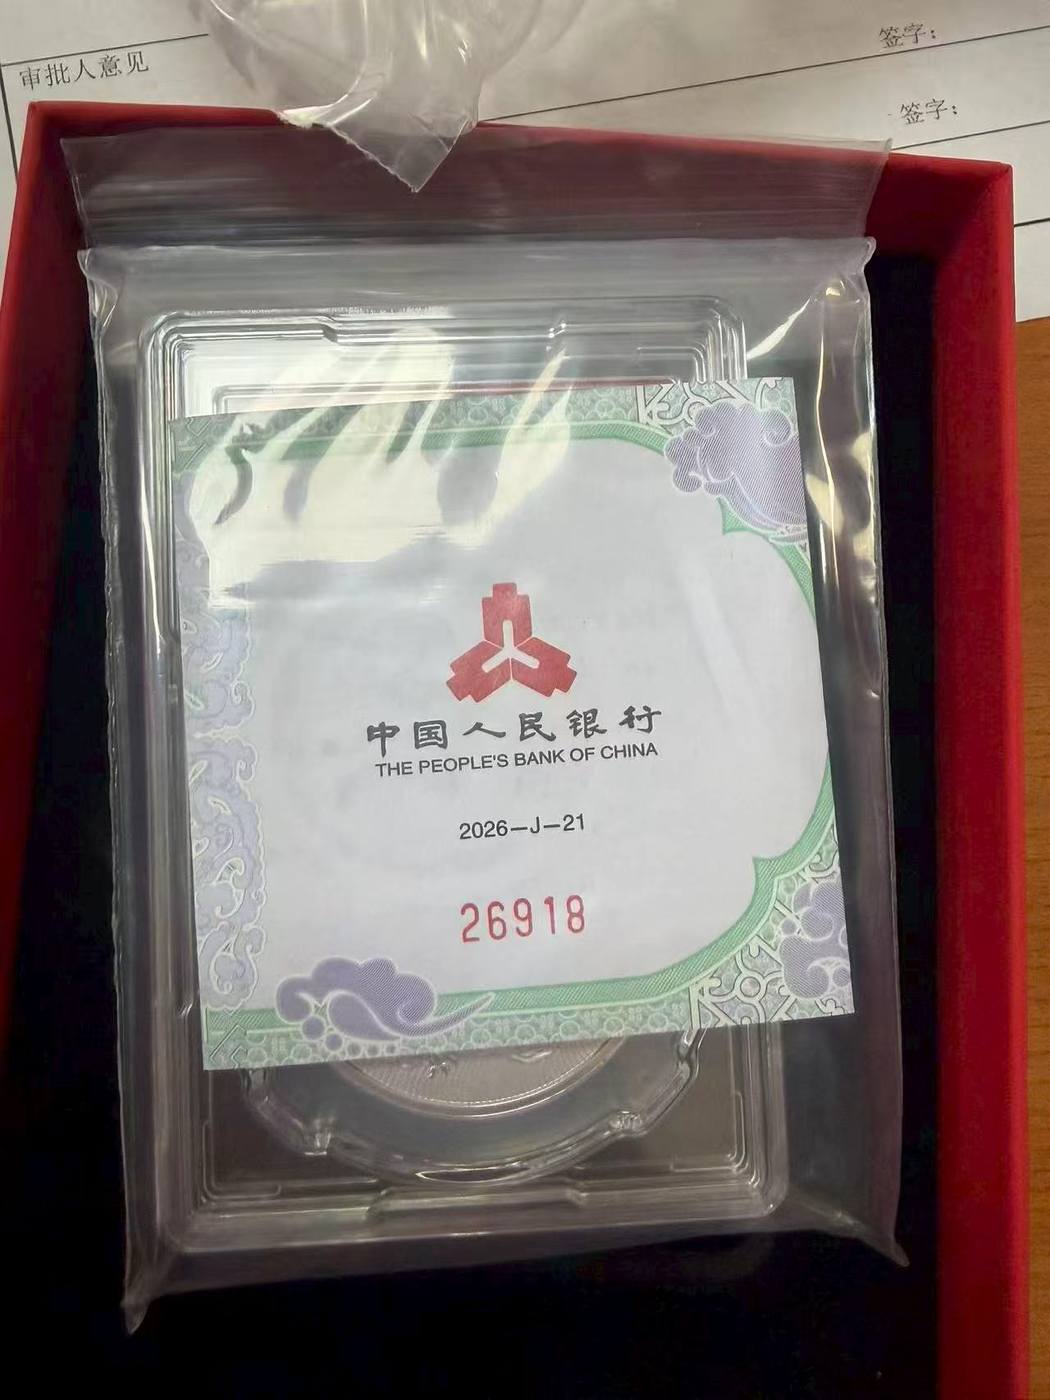 签字：
审批人意见
签字：
中国人民银行
THE PEOPLE'S BANK OF CHINA
2026—J—21
26918